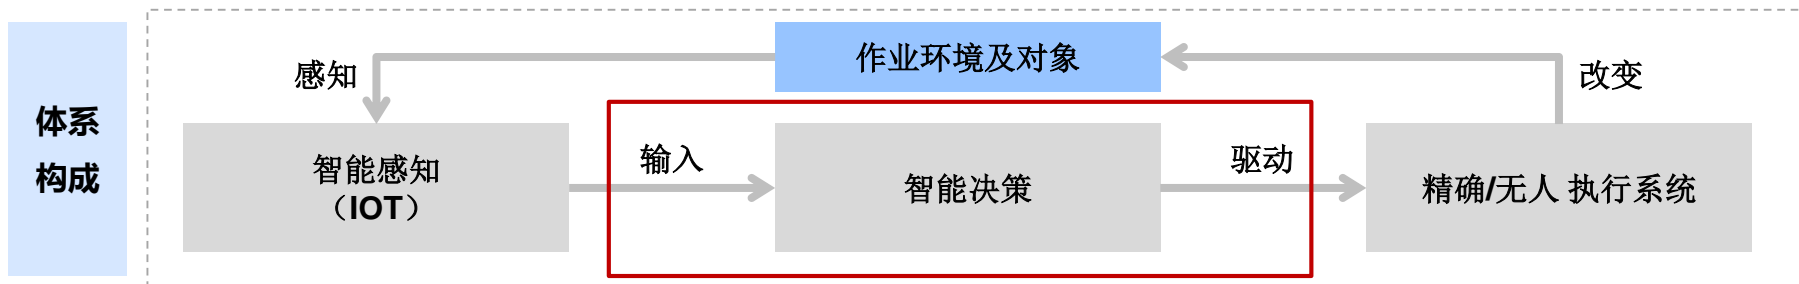 体系
构成
作业环境及对象
感知
改变
智能感知
（IOT）
输入
智能决策
驱动
精确/无人 执行系统